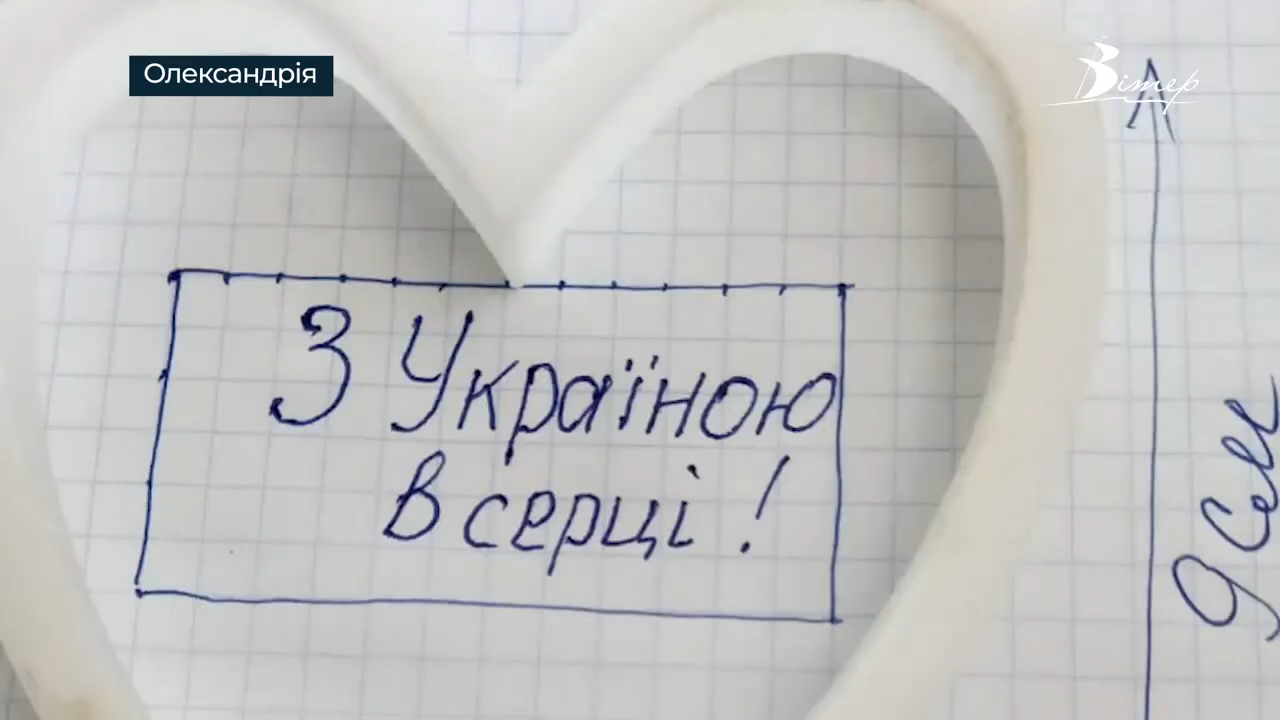 Олександрія
Вітер
З Україною
в серці!
9 см